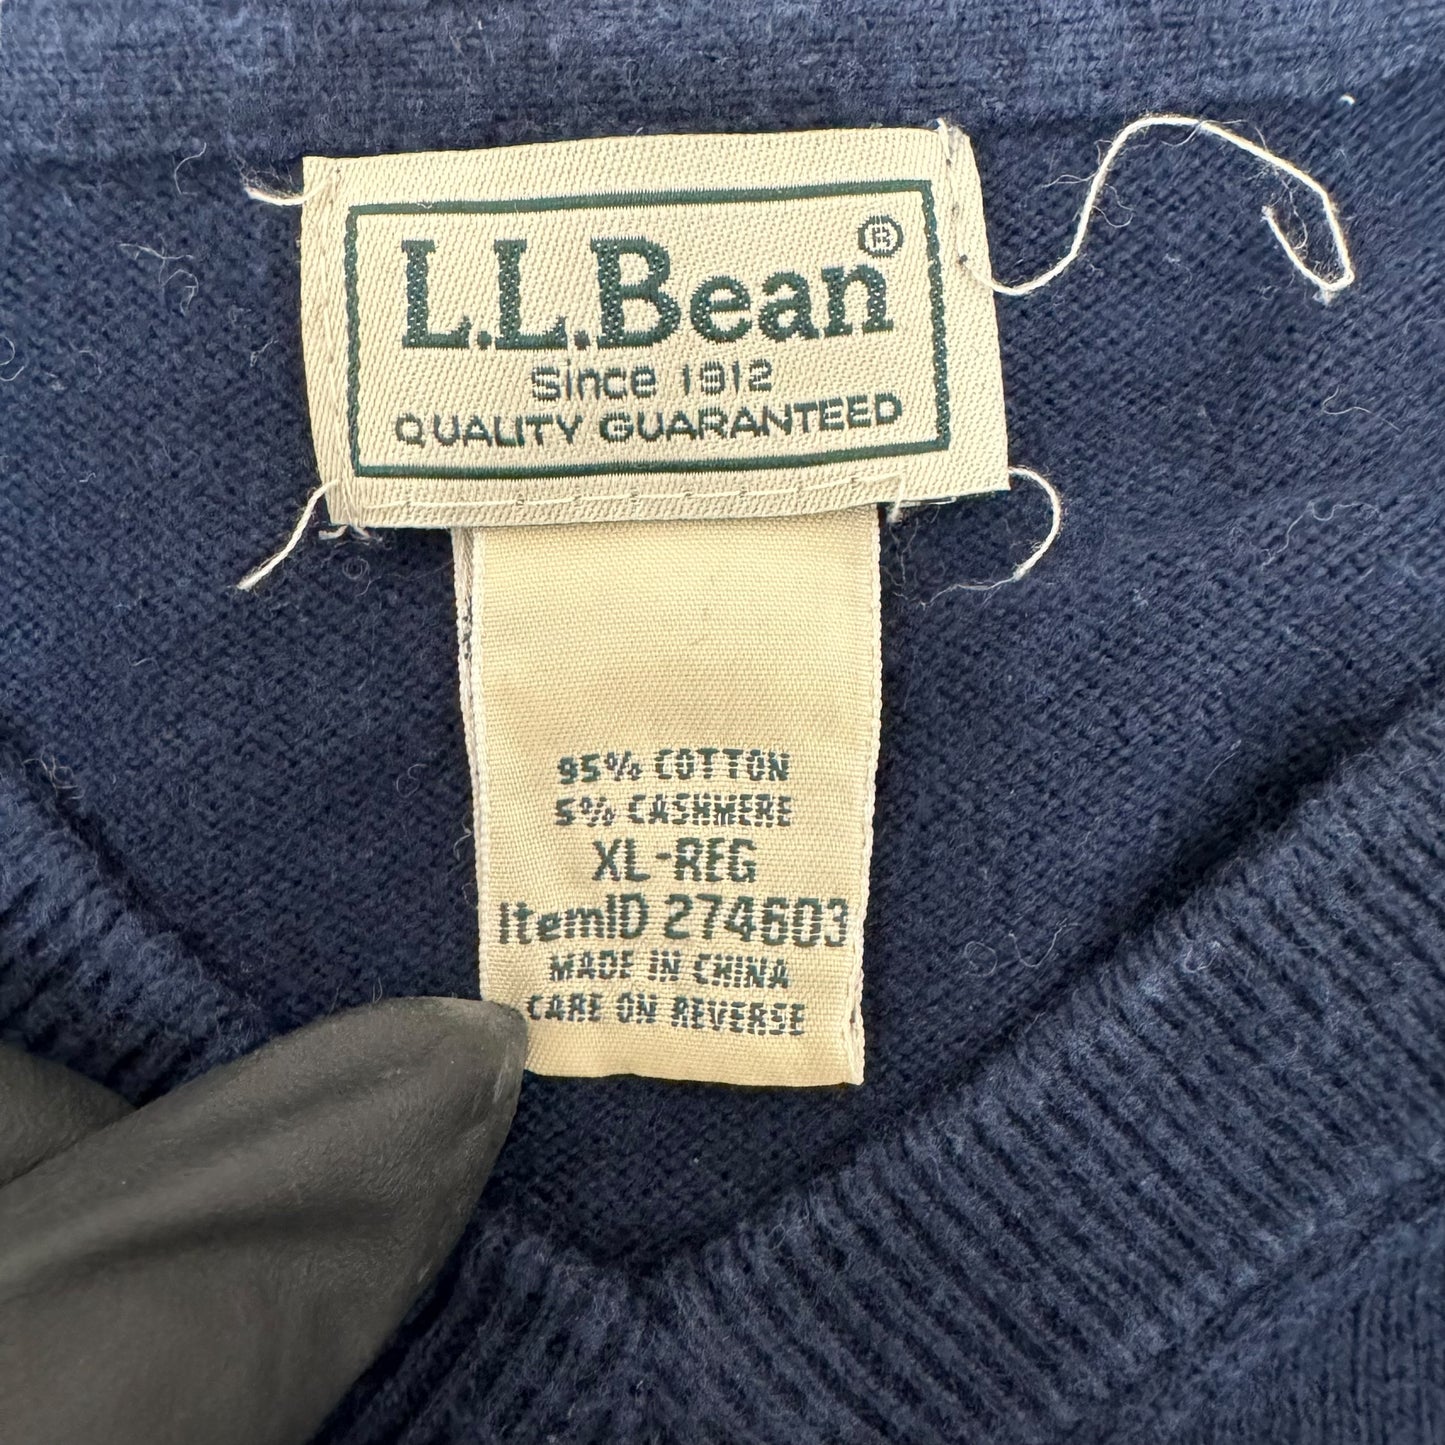 L.L.Bean®
Since 1912
QUALITY GUARANTEED
95% COTTON
5% CASHMERE
XL-REG
ItemID 274603
MADE IN CHINA
CARE ON REVERSE